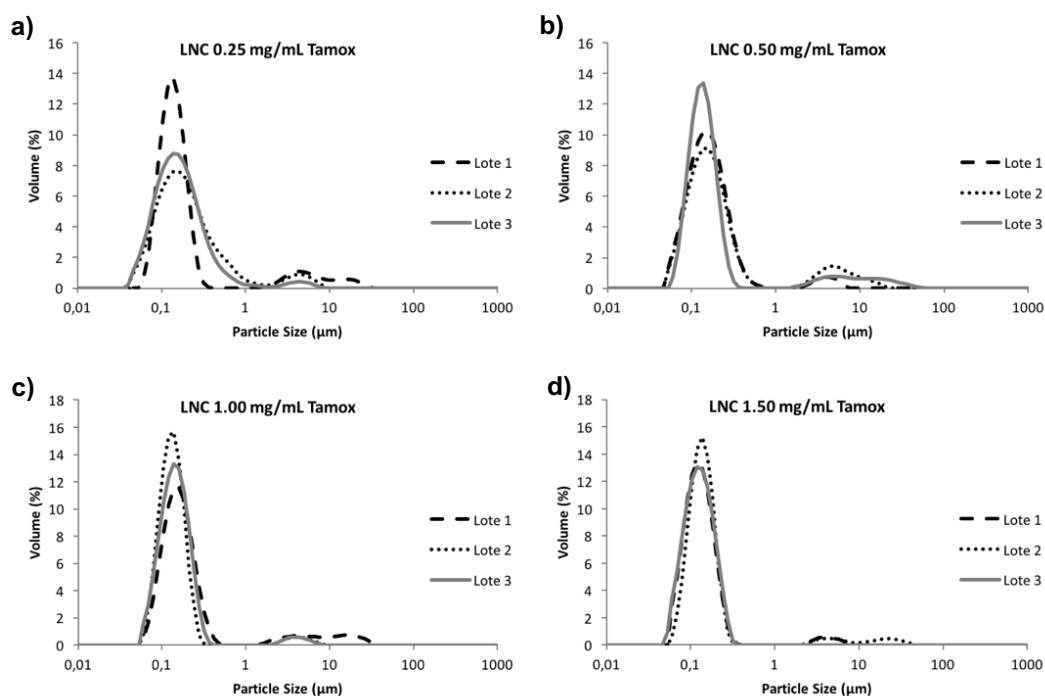 a)
LNC 0.25 mg/mL Tamox
16
14
12
10
8
6
4
2
0
Volume (%)
0,01 0,1 1 10 100 1000
Particle Size (µm)
Lote 1
Lote 2
Lote 3
b)
LNC 0.50 mg/mL Tamox
16
14
12
10
8
6
4
2
0
Volume (%)
0,01 0,1 1 10 100 1000
Particle Size (µm)
Lote 1
Lote 2
Lote 3
c)
LNC 1.00 mg/mL Tamox
18
16
14
12
10
8
6
4
2
0
Volume (%)
0,01 0,1 1 10 100 1000
Particle Size (µm)
Lote 1
Lote 2
Lote 3
d)
LNC 1.50 mg/mL Tamox
18
16
14
12
10
8
6
4
2
0
Volume (%)
0,01 0,1 1 10 100 1000
Particle Size (µm)
Lote 1
Lote 2
Lote 3